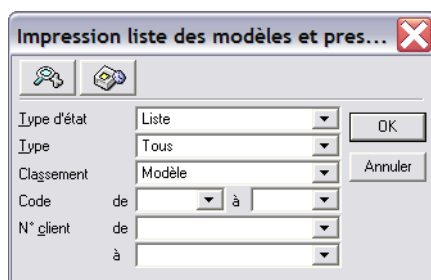 Impression liste des modèles et pres...
Type d'état Liste OK
Type Tous
Classement Modèle Annuler
Code de à
N° client de
à